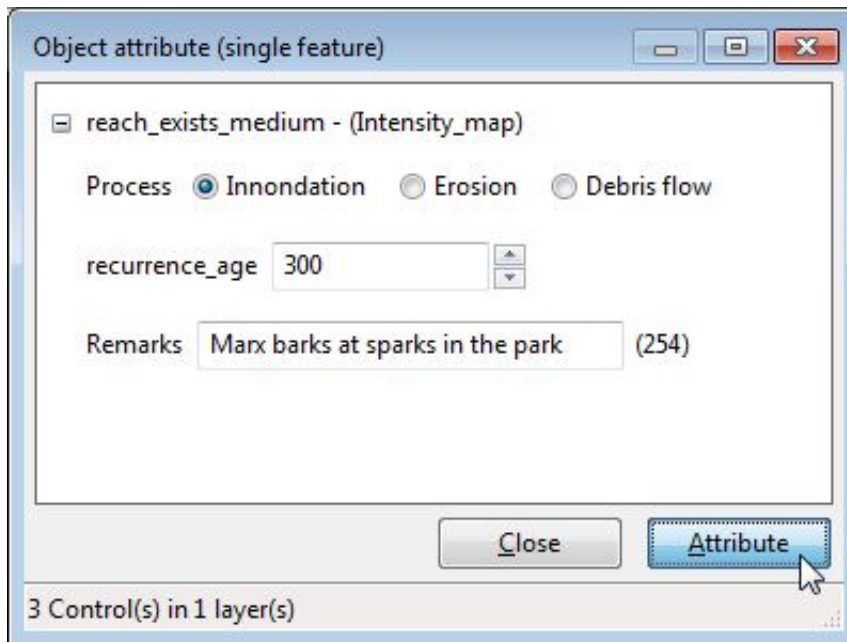 Object attribute (single feature)
reach_exists_medium - (Intensity_map)
Process Innondation Erosion Debris flow
recurrence_age 300
Remarks Marx barks at sparks in the park (254)
Close Attribute
3 Control(s) in 1 layer(s)